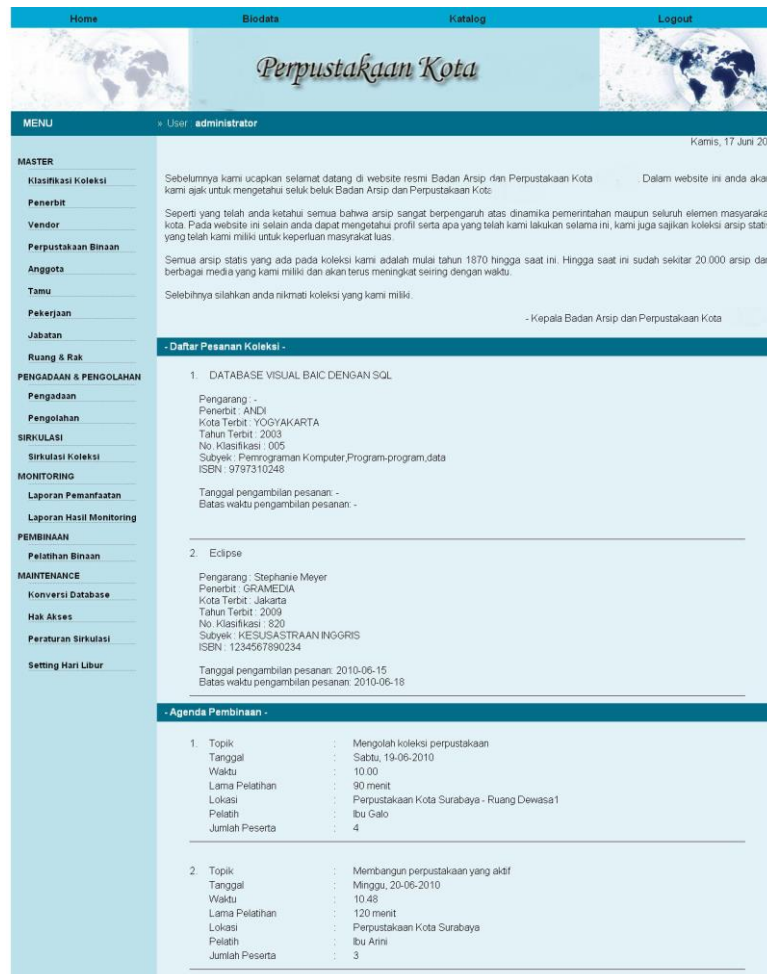 Home Biodata Katalog Logout
Perpustakaan Kota
MENU
» User : administrator
Kamis, 17 Juni 20
MASTER
Klasifikasi Koleksi
Penerbit
Vendor
Perpustakaan Binaan
Anggota
Tamu
Pekerjaan
Jabatan
Ruang & Rak
PENGADAAN & PENGOLAHAN
Pengadaan
Pengolahan
SIRKULASI
Sirkulasi Koleksi
MONITORING
Laporan Pemanfaatan
Laporan Hasil Monitoring
PEMBINAAN
Pelatihan Binaan
MAINTENANCE
Konversi Database
Hak Akses
Peraturan Sirkulasi
Setting Hari Libur
Sebelumnya kami ucapkan selamat datang di website resmi Badan Arsip dan Perpustakaan Kota . Dalam website ini anda akan
kami ajak untuk mengetahui seluk beluk Badan Arsip dan Perpustakaan Kota
Seperti yang telah anda ketahui semua bahwa arsip sangat berpengaruh atas dinamika pemerintahan maupun seluruh elemen masyaraka
kota. Pada website ini selain anda dapat mengetahui profil serta apa yang telah kami lakukan selama ini, kami juga sajikan koleksi arsip statis
yang telah kami miliki untuk keperluan masyrakat luas.
Semua arsip statis yang ada pada koleksi kami adalah mulai tahun 1870 hingga saat ini. Hingga saat ini sudah sekitar 20.000 arsip dar
berbagai media yang kami miliki dan akan terus meningkat seiring dengan waktu.
Selebihnya silahkan anda nikmati koleksi yang kami miliki.
- Kepala Badan Arsip dan Perpustakaan Kota
- Daftar Pesanan Koleksi -
1. DATABASE VISUAL BAIC DENGAN SQL
Pengarang : -
Penerbit : ANDI
Kota Terbit : YOGYAKARTA
Tahun Terbit : 2003
No. Klasifikasi : 005
Subyek : Pemrograman Komputer,Program-program,data
ISBN : 9797310248
Tanggal pengambilan pesanan: -
Batas waktu pengambilan pesanan: -
2. Eclipse
Pengarang : Stephanie Meyer
Penerbit : GRAMEDIA
Kota Terbit : Jakarta
Tahun Terbit : 2009
No. Klasifikasi : 820
Subyek : KESUSASTRAAN INGGRIS
ISBN : 1234567890234
Tanggal pengambilan pesanan: 2010-06-15
Batas waktu pengambilan pesanan: 2010-06-18
- Agenda Pembinaan -
1. Topik : Mengolah koleksi perpustakaan
Tanggal : Sabtu, 19-06-2010
Waktu : 10.00
Lama Pelatihan : 90 menit
Lokasi : Perpustakaan Kota Surabaya - Ruang Dewasa1
Pelatih : Ibu Galo
Jumlah Peserta : 4
2. Topik : Membangun perpustakaan yang aktif
Tanggal : Minggu, 20-06-2010
Waktu : 10.48
Lama Pelatihan : 120 menit
Lokasi : Perpustakaan Kota Surabaya
Pelatih : Ibu Arini
Jumlah Peserta : 3